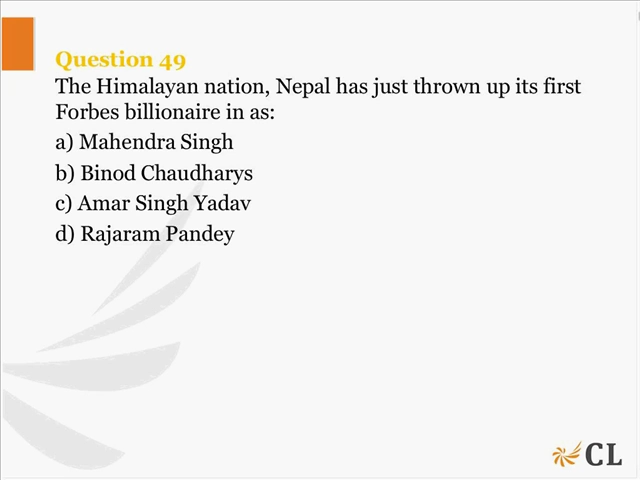 Question 49
The Himalayan nation, Nepal has just thrown up its first
Forbes billionaire in as:
a) Mahendra Singh
b) Binod Chaudharys
c) Amar Singh Yadav
d) Rajaram Pandey
CL